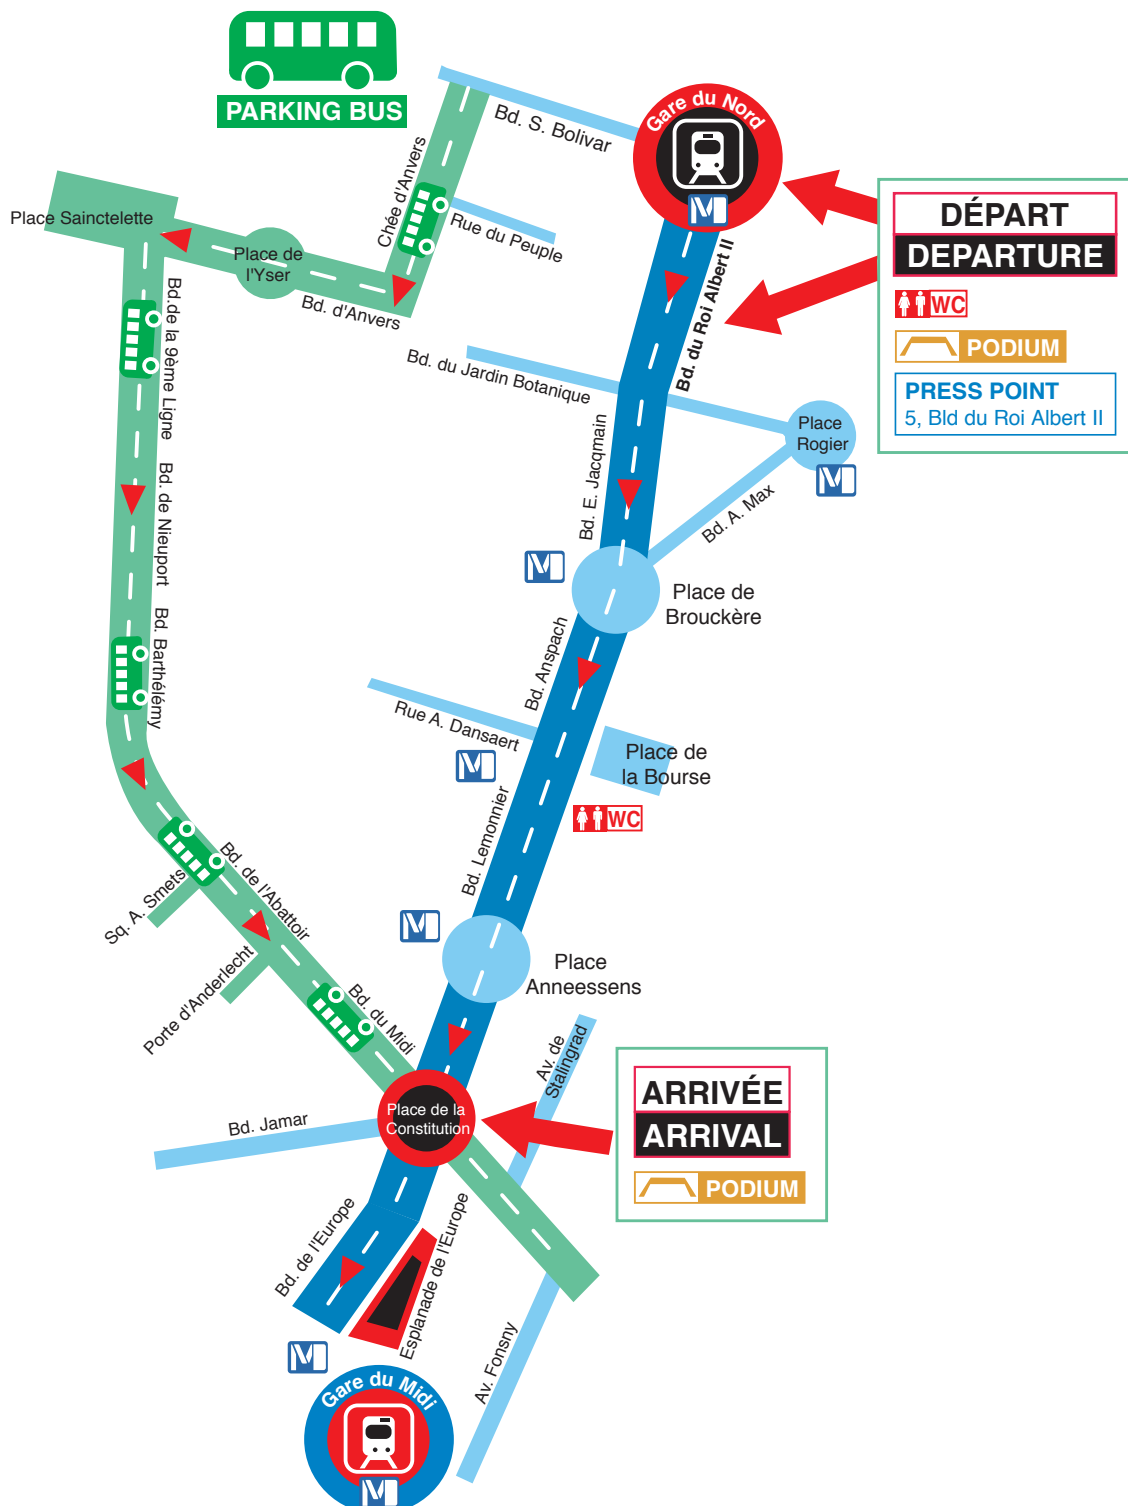 PARKING BUS
Bd. S. Bolivar
Gare du Nord
Chée d'Anvers
Rue du Peuple
Place Sainctelette
Place de
l'Yser
Bd. d'Anvers
Bd. du Roi Albert II
DÉPART
DEPARTURE
WC
PODIUM
PRESS POINT
5, Bld du Roi Albert II
Bd.de la 9ème Ligne
Bd. du Jardin Botanique
Place
Rogier
Bd. E. Jacqmain
Bd. A. Max
Bd. de Nieuport
Place de
Brouckère
Bd. Barthélémy
Bd. Anspach
Rue A. Dansaert
Place de
la Bourse
WC
Bd. Lemonnier
Sq. A. Smets
Bd. de l'Abattoir
Porte d'Anderlecht
Place
Anneessens
Bd. du Midi
Av. de
Stalingrad
ARRIVÉE
ARRIVAL
PODIUM
Place de la
Constitution
Bd. Jamar
Bd. de l'Europe
Esplanade de l'Europe
Av. Fonsny
Gare du Midi